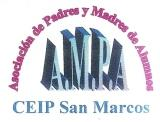 Asociación de Padres y Madres de Alumnos
A.M.P.A
CEIP San Marcos